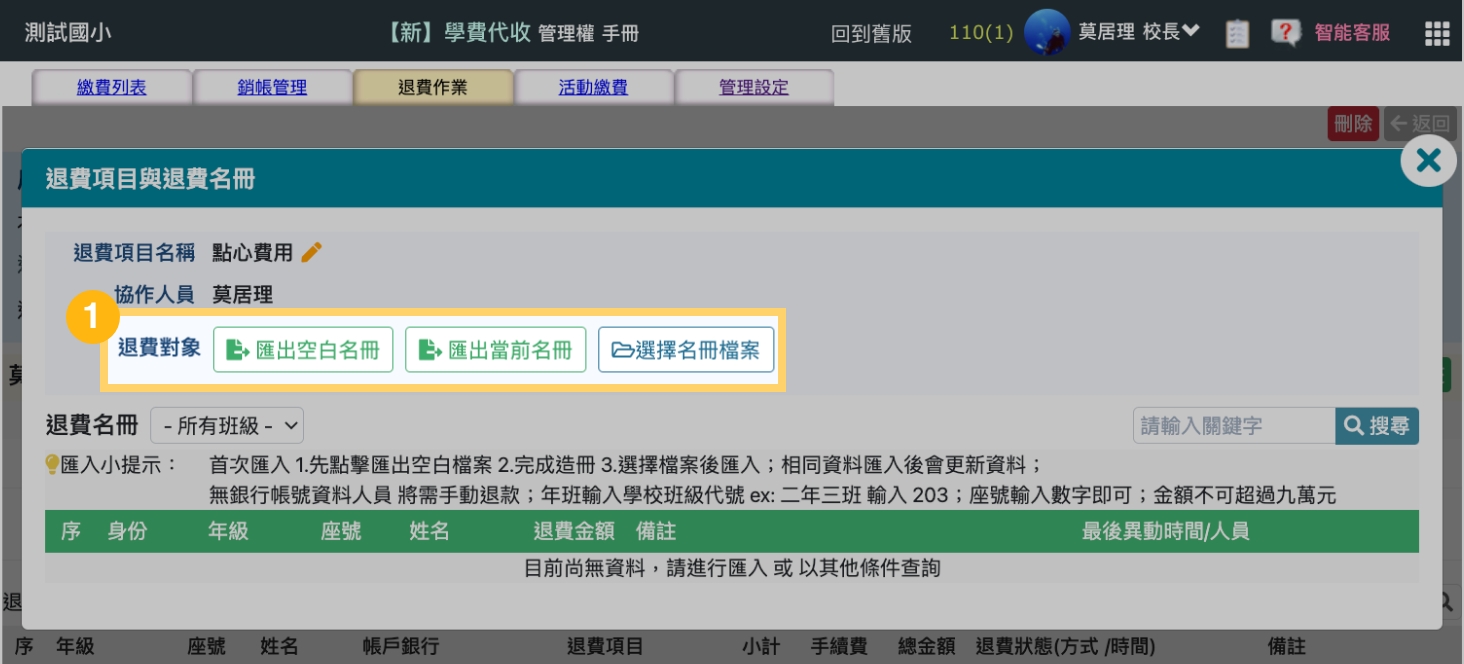 測試國小 【新】學費代收 管理權 手冊 回到舊版 110(1) 莫居理 校長 智能客服
繳費列表 銷帳管理 退費作業 活動繳費 管理設定
刪除 返回
退費項目與退費名冊
退費項目名稱 點心費用
協作人員 莫居理
1
退費對象 匯出空白名冊 匯出當前名冊 選擇名冊檔案
退費名冊 - 所有班級 - 請輸入關鍵字 搜尋
匯入小提示： 首次匯入 1.先點擊匯出空白檔案 2.完成造冊 3.選擇檔案後匯入；相同資料匯入後會更新資料；
無銀行帳號資料人員 將需手動退款；年班輸入學校班級代號 ex: 二年三班 輸入 203；座號輸入數字即可；金額不可超過九萬元
序 身份 年級 座號 姓名 退費金額 備註 最後異動時間/人員
目前尚無資料，請進行匯入 或 以其他條件查詢
退
序 年級 座號 姓名 帳戶銀行 退費項目 小計 手續費 總金額 退費狀態(方式 /時間) 備註